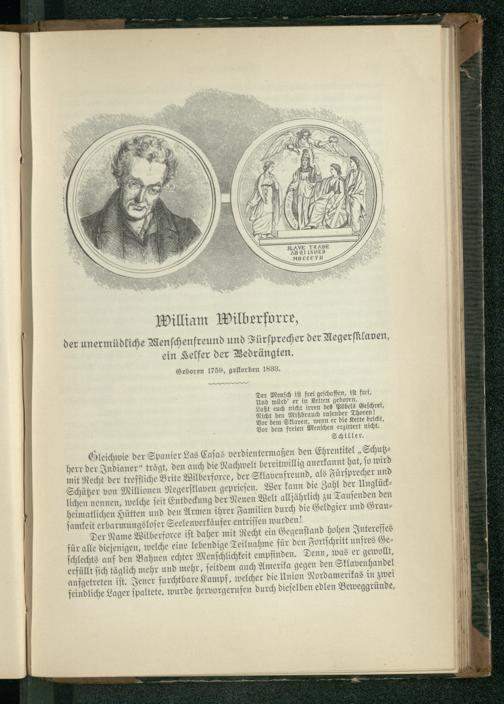 SLAVE TRADE
ABOLISHED
MDCCCVII
William Wilberforce,
der unermüdliche Menschenfreund und Fürsprecher der Negersklaven,
ein Helfer der Bedrängten.
Geboren 1759, gestorben 1833.
Der Mensch ist frei geschaffen, ist frei,
Und würd' er in Ketten geboren.
Laßt euch nicht irren des Pöbels Geschrei,
Nicht den Mißbrauch rasender Thoren!
Vor dem Sklaven, wenn er die Kette bricht,
Vor dem freien Menschen erzittert nicht.
Schiller.
Gleichwie der Spanier Las Casas verdientermaßen den Ehrentitel „Schutz-
herr der Indianer" trägt, den auch die Nachwelt bereitwillig anerkannt hat, so wird
mit Recht der treffliche Brite Wilberforce, der Sklavenfreund, als Fürsprecher und
Schützer von Millionen Negersklaven gepriesen. Wer kann die Zahl der Unglück-
lichen nennen, welche seit Entdeckung der Neuen Welt alljährlich zu Tausenden den
heimatlichen Hütten und den Armen ihrer Familien durch die Geldgier und Grau-
samkeit erbarmungsloser Seelenverkäufer entrissen wurden!
Der Name Wilberforce ist daher mit Recht ein Gegenstand hohen Interesses
für alle diejenigen, welche eine lebendige Teilnahme für den Fortschritt unsres Ge-
schlechts auf den Bahnen echter Menschlichkeit empfinden. Denn, was er gewollt,
erfüllt sich täglich mehr und mehr, seitdem auch Amerika gegen den Sklavenhandel
aufgetreten ist. Jener furchtbare Kampf, welcher die Union Nordamerikas in zwei
feindliche Lager spaltete, wurde hervorgerufen durch dieselben edlen Beweggründe,